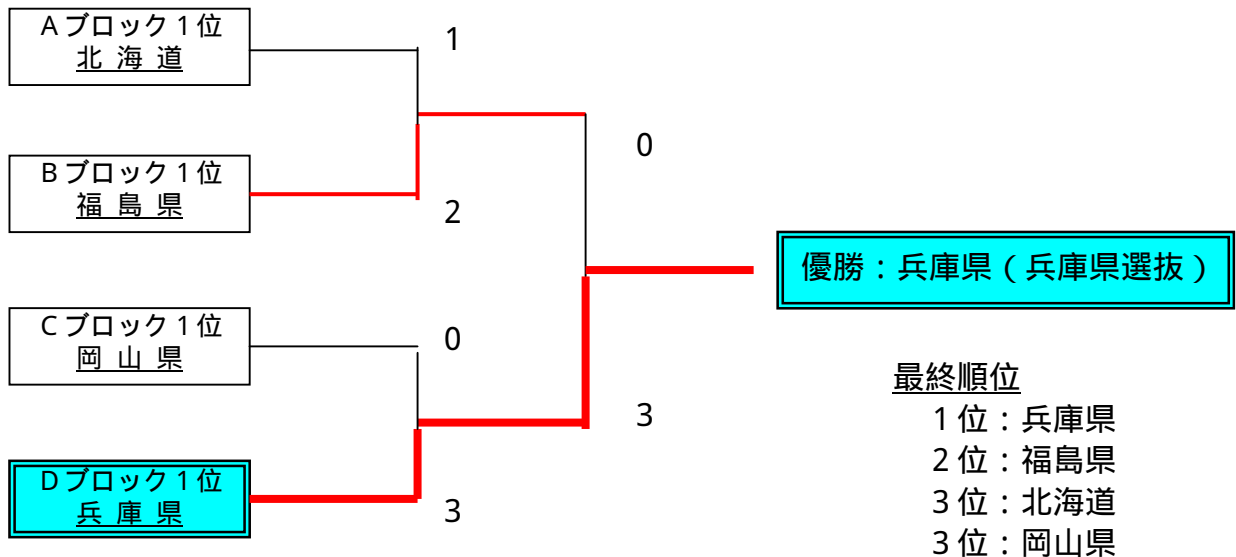 Aブロック1位
北 海 道
1
Bブロック1位
福 島 県
2
0
Cブロック1位
岡 山 県
0
Dブロック1位
兵 庫 県
3
3
優勝：兵庫県（兵庫県選抜）
最終順位
1位：兵庫県
2位：福島県
3位：北海道
3位：岡山県